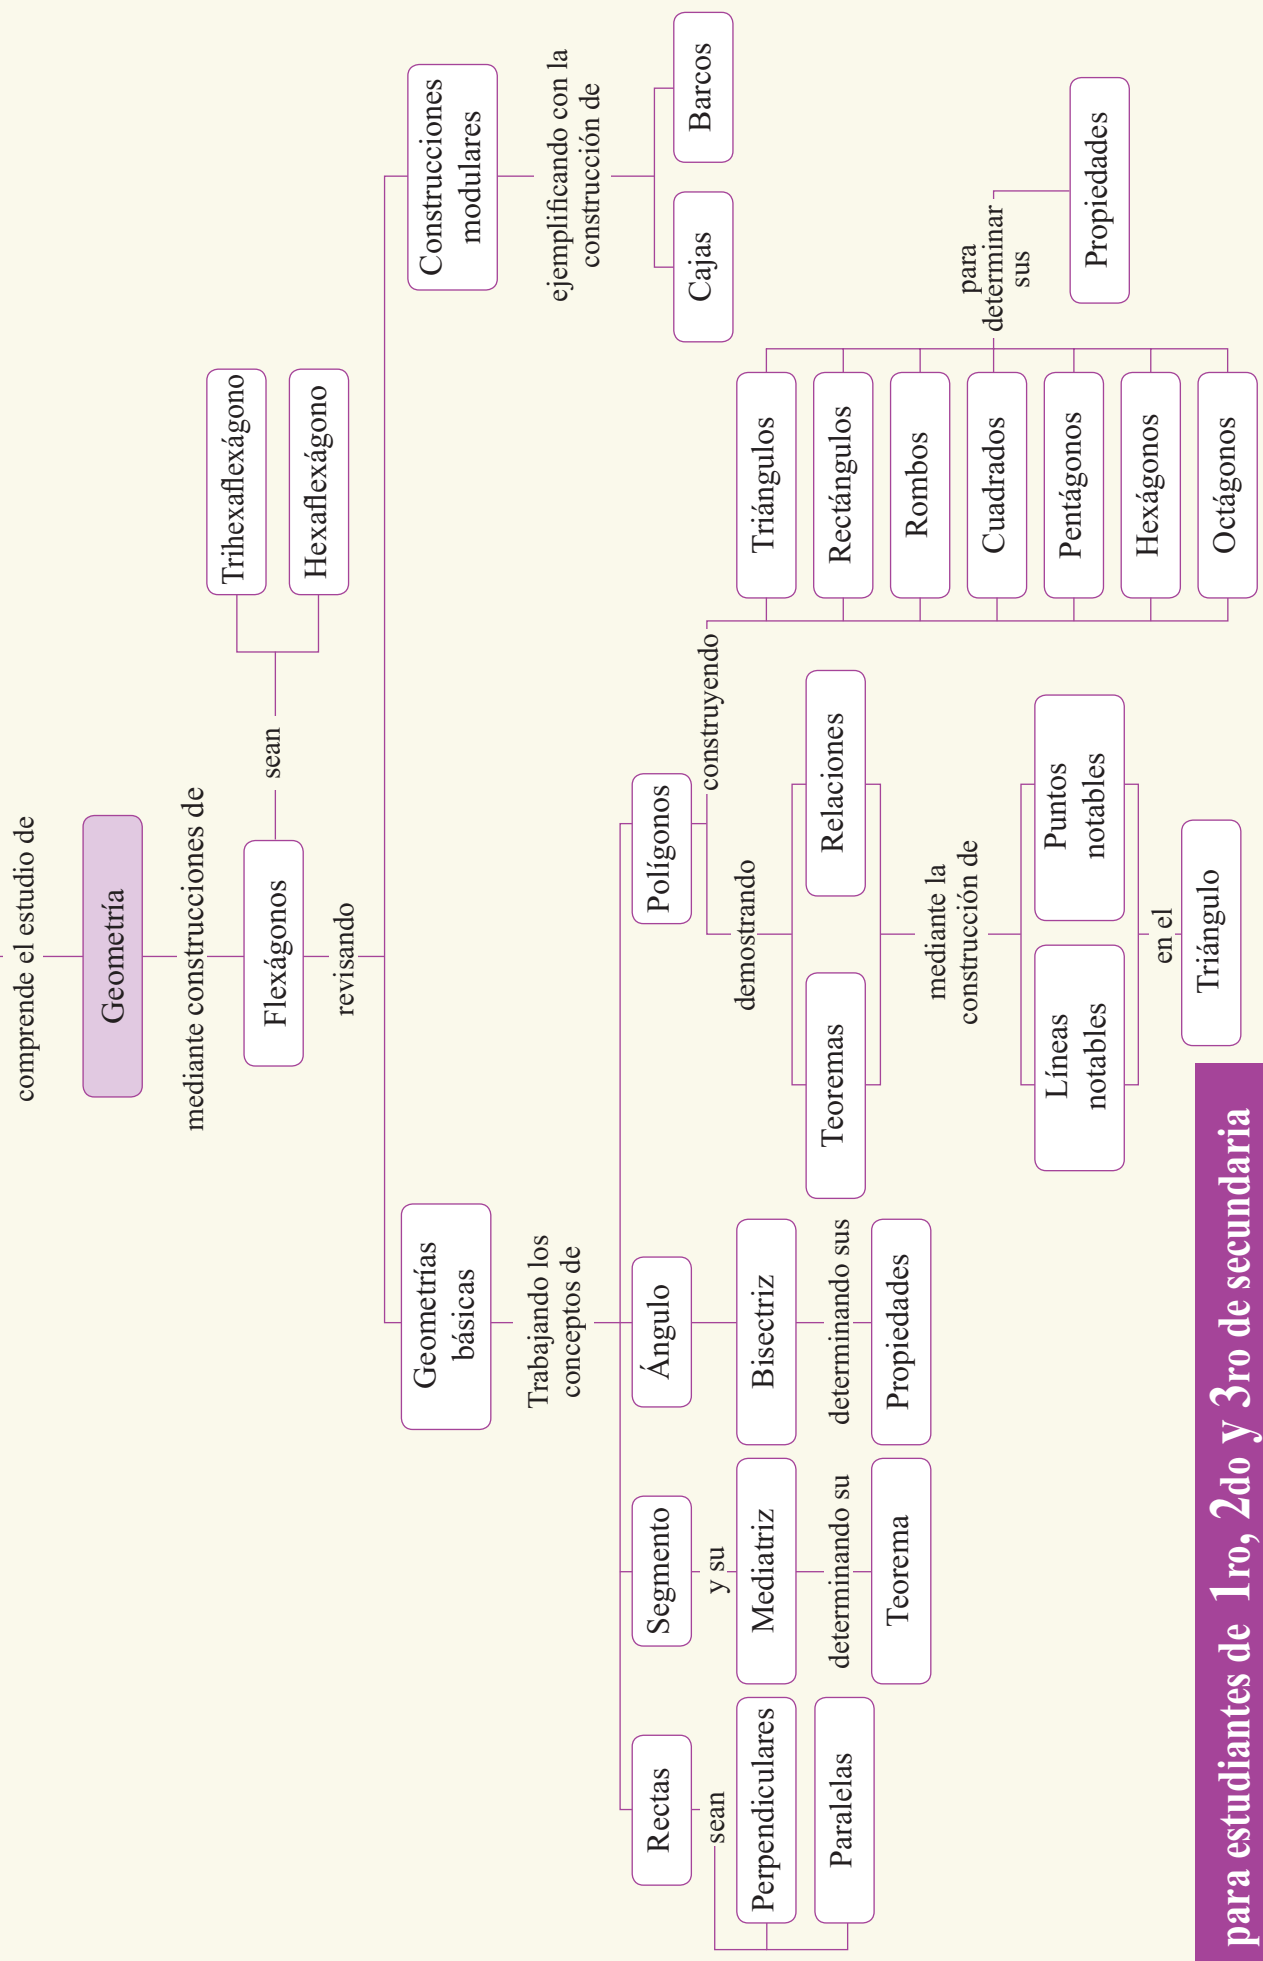 comprende el estudio de
Geometría
mediante construcciones de
Flexágonos
sean
Trihexaflexágono
Hexaflexágono
revisando
Geometrías
básicas
Trabajando los
conceptos de
Rectas
sean
Perpendiculares
Paralelas
Segmento
y su
Mediatriz
determinando su
Teorema
Ángulo
Bisectriz
determinando sus
Propiedades
Polígonos
demostrando
Teoremas
Relaciones
mediante la
construcción de
Líneas
notables
Puntos
notables
en el
Triángulo
construyendo
Triángulos
Rectángulos
Rombos
Cuadrados
Pentágonos
Hexágonos
Octágonos
para
determinar
sus
Propiedades
Construcciones
modulares
ejemplificando con la
construcción de
Cajas
Barcos
para estudiantes de 1ro, 2do y 3ro de secundaria